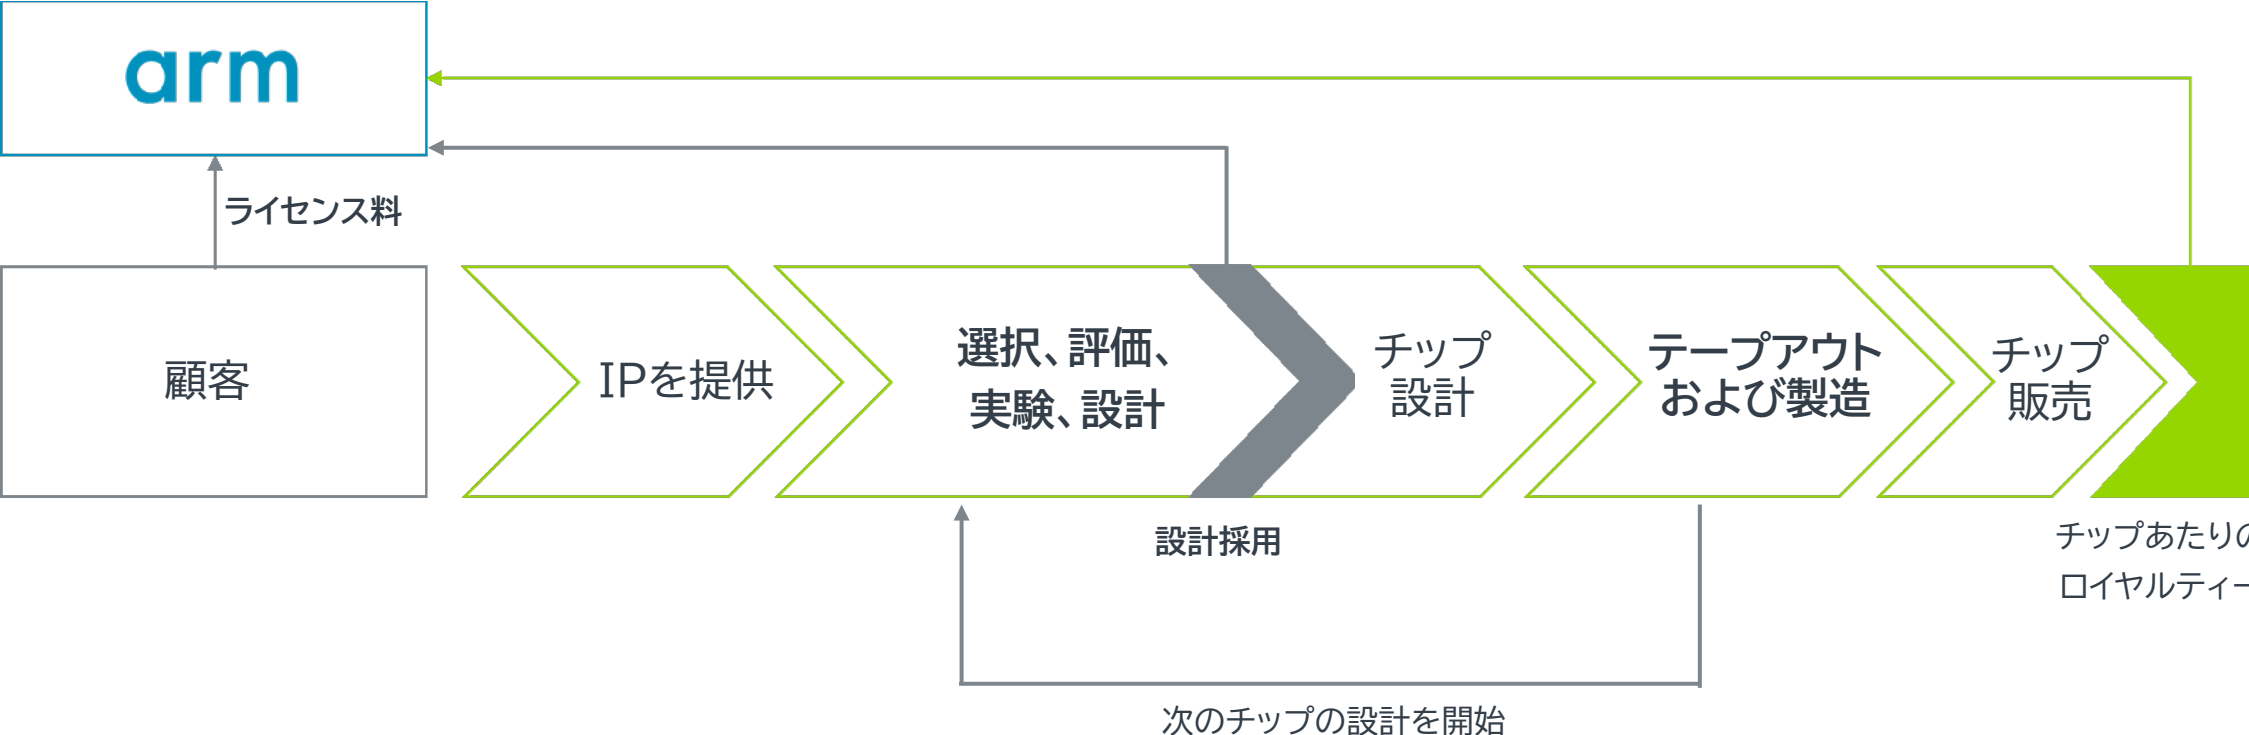 arm
ライセンス料
顧客
IPを提供
選択、評価、
実験、設計
チップ
設計
テープアウト
および製造
チップ
販売
設計採用
チップあたりの
ロイヤルティー
次のチップの設計を開始